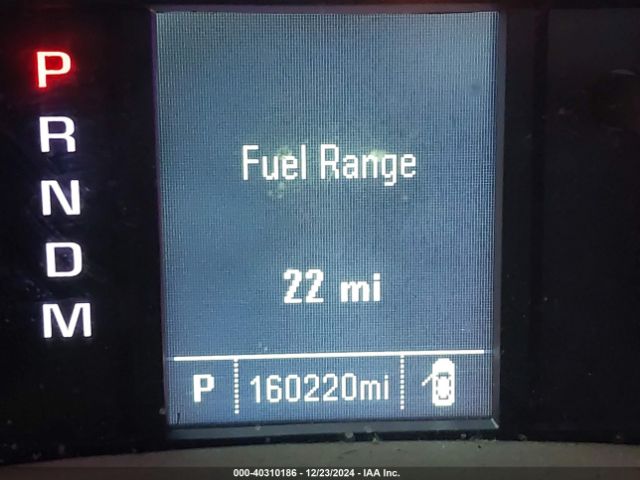 P
R
N
D
M
Fuel Range
22 mi
P 160220mi
000-40310186 - 12/23/2024 - IAA Inc.